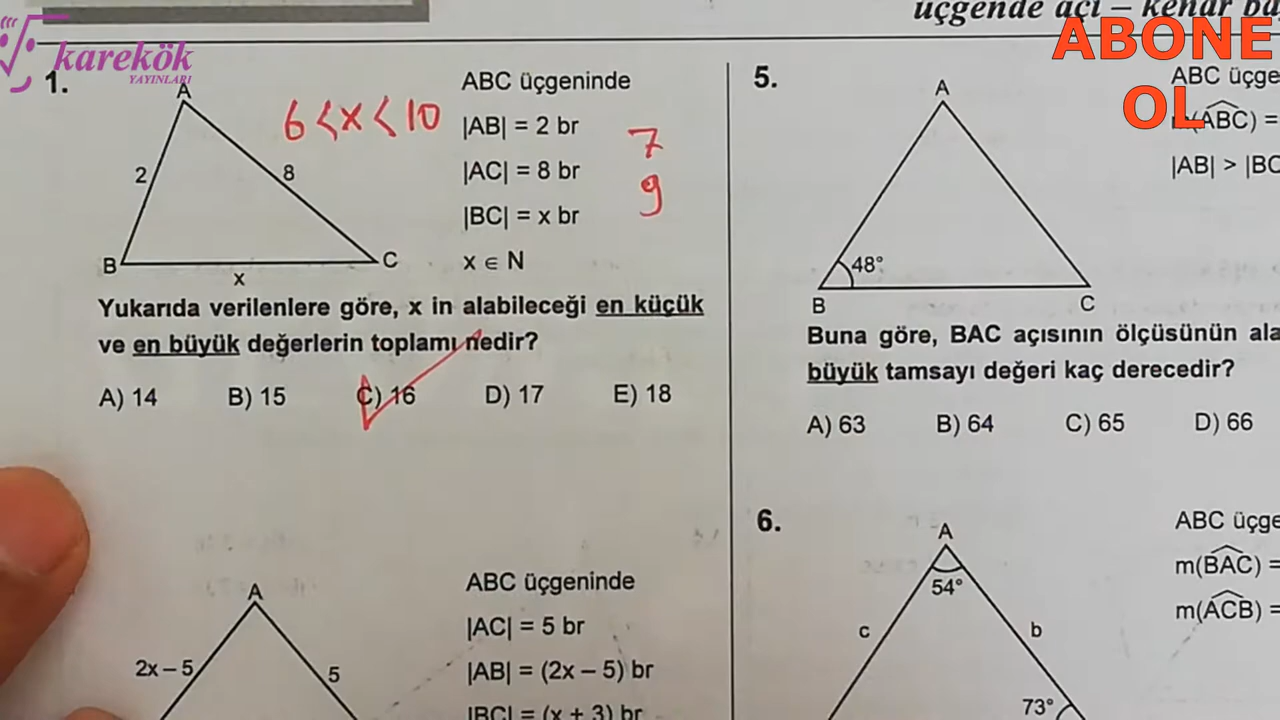 üçgende açı – kenar
ABONE
OL
karekök
YAYINLARI
1.
A
2
8
B
C
x
6<x<10
ABC üçgeninde
|AB| = 2 br
|AC| = 8 br
|BC| = x br
x ∈ N
7
9
Yukarıda verilenlere göre, x in alabileceği en küçük
ve en büyük değerlerin toplamı nedir?
A) 14 B) 15 C) 16 D) 17 E) 18
A
2x – 5
5
ABC üçgeninde
|AC| = 5 br
|AB| = (2x – 5) br
|BC| = (x + 3) br
5.
A
48°
B
C
ABC
(ABC) =
|AB| > |BC
Buna göre, BAC açısının ölçüsünün
büyük tamsayı değeri kaç derecedir?
A) 63 B) 64 C) 65 D) 66
6.
A
54°
c
b
73°
ABC
m(BAC) =
m(ACB) =